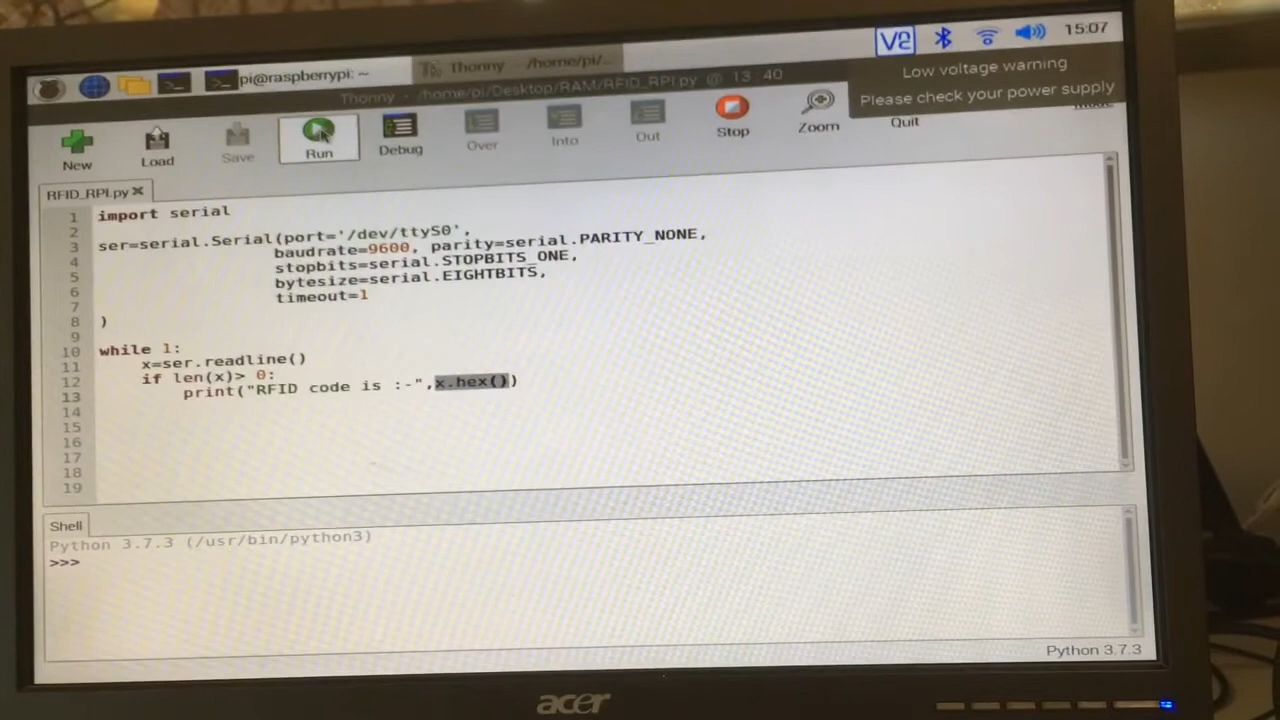 V2
15:07
pi@raspberrypi: ~
Thonny - /home/pi/...
Low voltage warning
Please check your power supply
Thonny - /home/pi/Desktop/RAM/RFID_RPI.py @ 13:40
New
Load
Save
Run
Debug
Over
Into
Out
Stop
Zoom
Quit
RFID_RPI.py
1 import serial
2
3 ser=serial.Serial(port='/dev/ttyS0',
4 baudrate=9600, parity=serial.PARITY_NONE,
5 stopbits=serial.STOPBITS_ONE,
6 bytesize=serial.EIGHTBITS,
7 timeout=1
8 )
9
10 while 1:
11 x=ser.readline()
12 if len(x)> 0:
13 print("RFID code is :-",x.hex())
14
15
16
17
18
19
Shell
Python 3.7.3 (/usr/bin/python3)
>>>
Python 3.7.3
acer